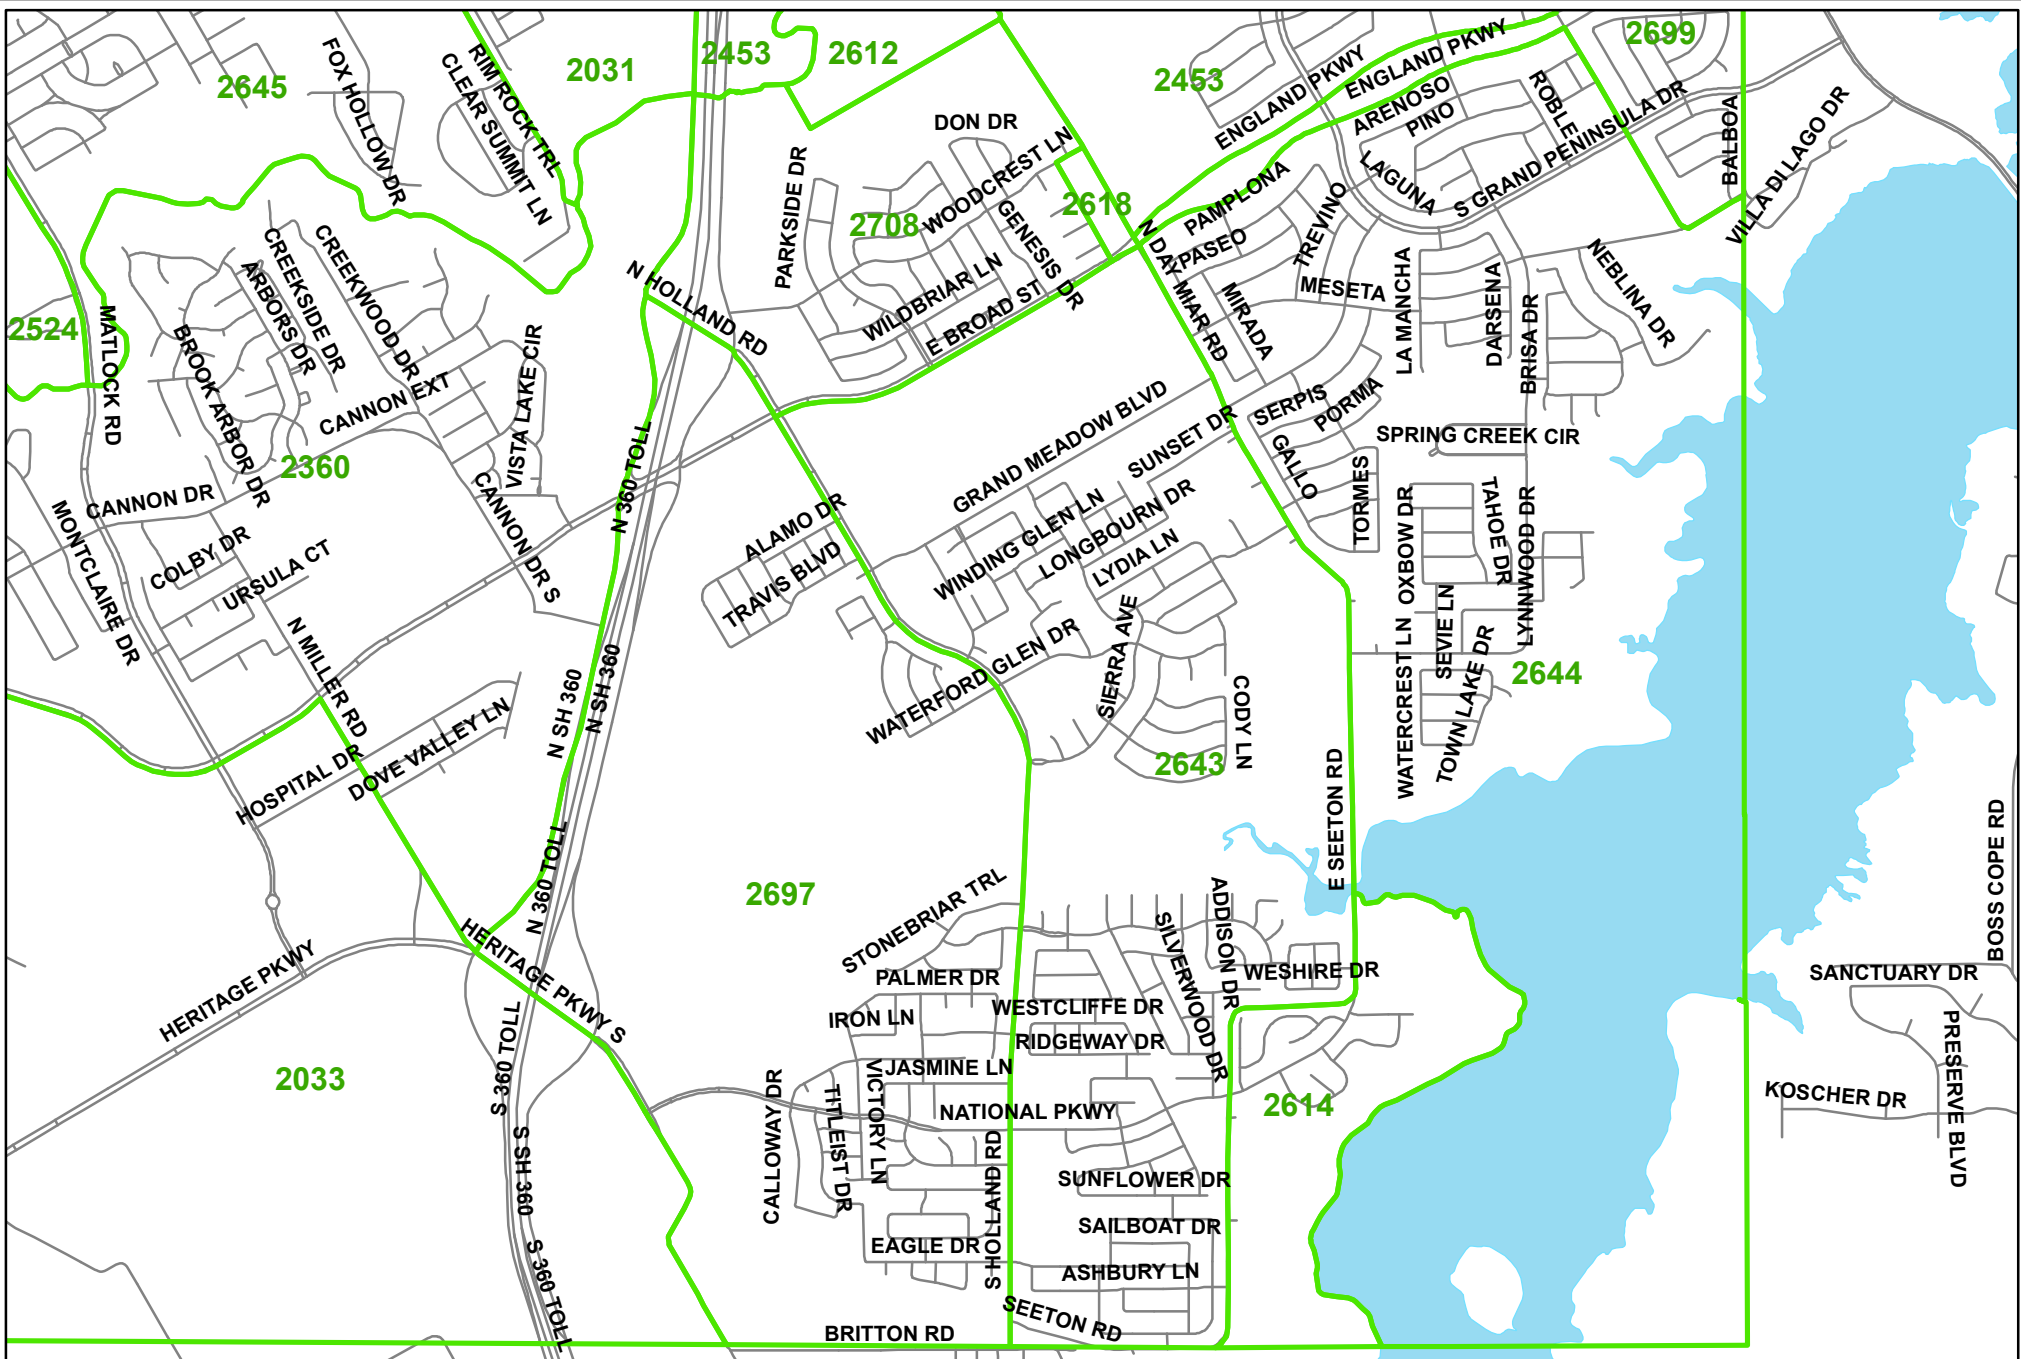 2645
FOX HOLLOW DR
RIM ROCK TRL
CLEAR SUMMIT LN
2031
2453
2612
2453
ENGLAND PKWY
ENGLAND PKWY
2699
ARENOSO
PINO
ROBLE
S GRAND PENINSULA DR
BALBOA
VILLA DI LAGO DR
LAGUNA
DON DR
WOODCREST LN
PARKSIDE DR
2708
GENESIS DR
2618
PAMPLONA
PASEO
TREVINO
N DAY MIAR RD
MIRADA
MESETA
LA MANCHA
DARSENA
BRISA DR
NEBLINA DR
WILDBRIAR LN
E BROAD ST
N HOLLAND RD
CREEKSIDE DR
CREEKWOOD DR
ARBORS DR
2524
MATLOCK RD
BROOK ARBOR DR
CANNON EXT
VISTA LAKE CIR
2360
N 360 TOLL
GRAND MEADOW BLVD
SUNSET DR
SERPIS
PORMA
GALLO
TORMES
SPRING CREEK CIR
CANNON DR
MONTCLAIRE DR
COLBY DR
URSULA CT
CANNON DR S
ALAMO DR
TRAVIS BLVD
WINDING GLEN LN
LONGBOURN DR
LYDIA LN
OXBOW DR
TAHOE DR
LYNNWOOD DR
WATERCREST LN
SEVIE LN
TOWN LAKE DR
2644
N MILLER RD
N SH 360
N SH 360
WATERFORD GLEN DR
SIERRA AVE
CODY LN
2643
HOSPITAL DR
DOVE VALLEY LN
E SEETON RD
N 360 TOLL
2697
STONEBRIAR TRL
ADDISON DR
SILVERWOOD DR
WESHIRE DR
BOSS COPE RD
SANCTUARY DR
HERITAGE PKWY
HERITAGE PKWY S
PALMER DR
IRON LN
WESTCLIFFE DR
RIDGEWAY DR
PRESERVE BLVD
KOSCHER DR
2033
S 360 TOLL
JASMINE LN
VICTORY LN
TITLEIST DR
CALLOWAY DR
NATIONAL PKWY
2614
S SH 360
S HOLLAND RD
SUNFLOWER DR
SAILBOAT DR
EAGLE DR
ASHBURY LN
S 360 TOLL
SEETON RD
BRITTON RD